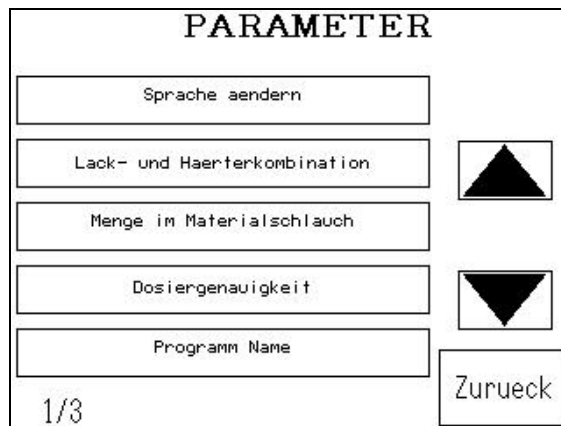 PARAMETER
Sprache aendern
Lack- und Haerterkombination
Menge im Materialschlauch
Dosiergenauigkeit
Programm Name
Zurueck
1/3